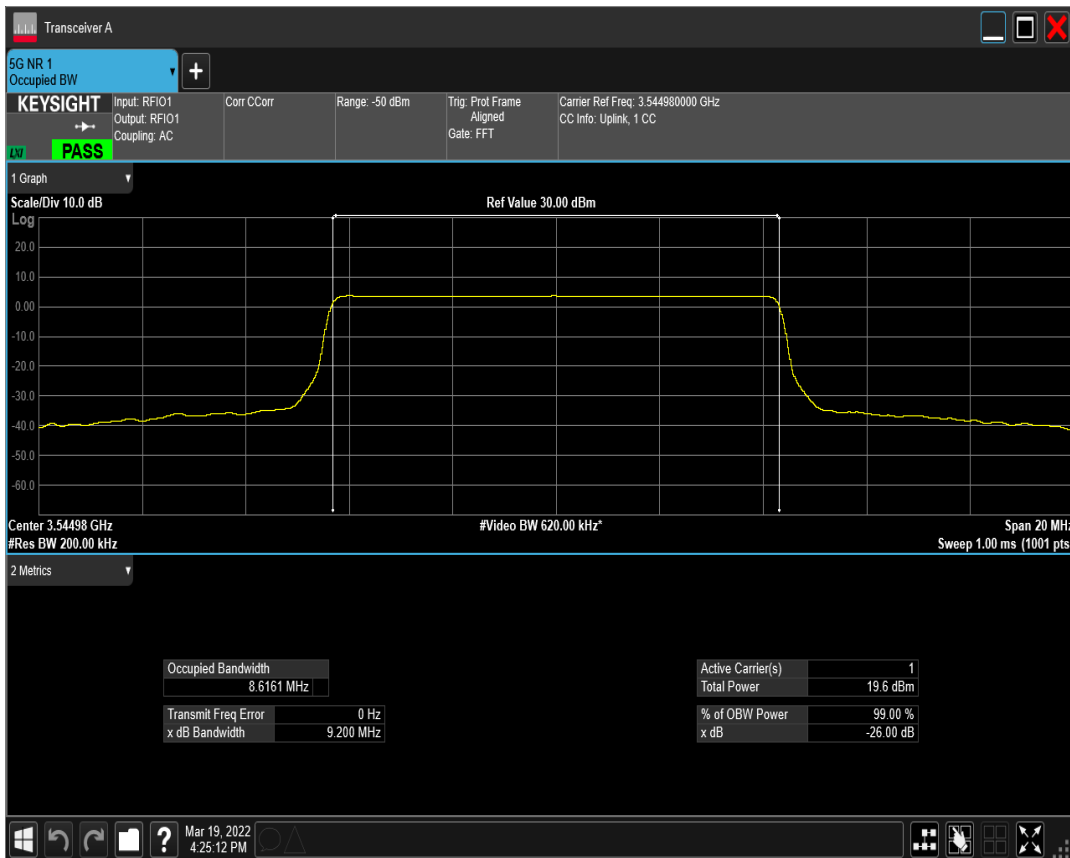 Transceiver A
5G NR 1
Occupied BW
+
KEYSIGHT
LXI
PASS
Input: RFIO1
Output: RFIO1
Coupling: AC
Corr CCorr
Range: -50 dBm
Trig: Prot Frame
Aligned
Gate: FFT
Carrier Ref Freq: 3.544980000 GHz
CC Info: Uplink, 1 CC
1 Graph
Scale/Div 10.0 dB
Ref Value 30.00 dBm
Log
20.0
10.0
0.00
-10.0
-20.0
-30.0
-40.0
-50.0
-60.0
Center 3.54498 GHz
#Video BW 620.00 kHz*
Span 20 MHz
#Res BW 200.00 kHz
Sweep 1.00 ms (1001 pts
2 Metrics
Occupied Bandwidth
8.6161 MHz
Transmit Freq Error 0 Hz
x dB Bandwidth 9.200 MHz
Active Carrier(s) 1
Total Power 19.6 dBm
% of OBW Power 99.00 %
x dB -26.00 dB
?
Mar 19, 2022
4:25:12 PM